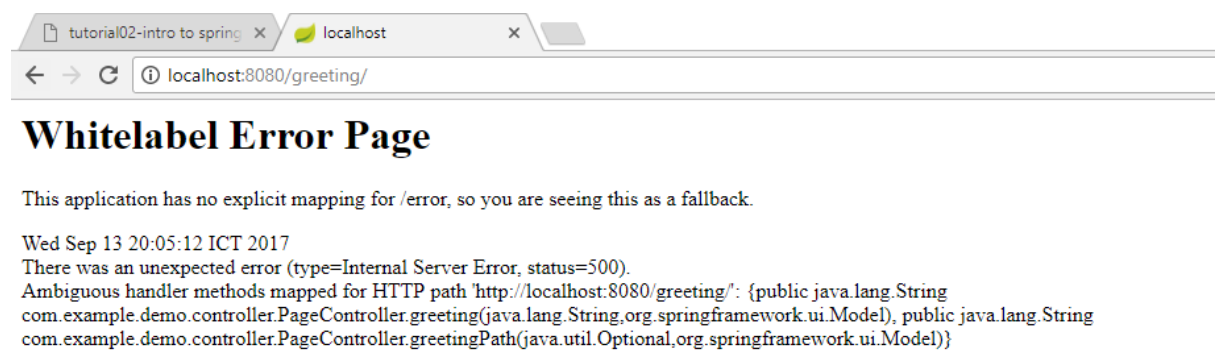 tutorial02-intro to spring
localhost
localhost:8080/greeting/
Whitelabel Error Page
This application has no explicit mapping for /error, so you are seeing this as a fallback.
Wed Sep 13 20:05:12 ICT 2017
There was an unexpected error (type=Internal Server Error, status=500).
Ambiguous handler methods mapped for HTTP path 'http://localhost:8080/greeting/': {public java.lang.String
com.example.demo.controller.PageController.greeting(java.lang.String,org.springframework.ui.Model), public java.lang.String
com.example.demo.controller.PageController.greetingPath(java.util.Optional,org.springframework.ui.Model)}